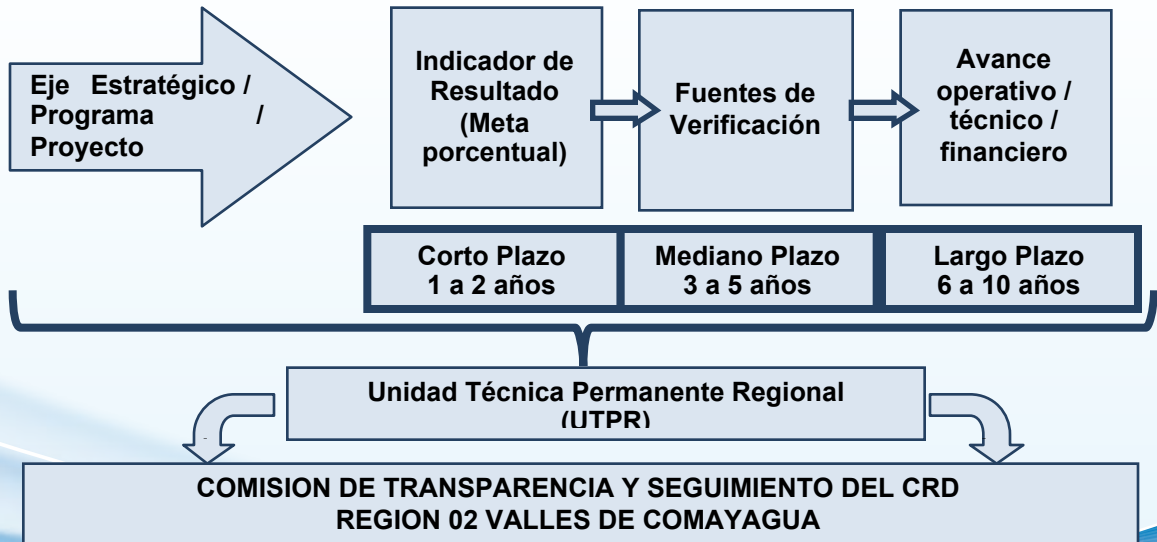 Eje Estratégico /
Programa /
Proyecto
Indicador de
Resultado
(Meta
porcentual)
Fuentes de
Verificación
Avance
operativo /
técnico /
financiero
Corto Plazo
1 a 2 años
Mediano Plazo
3 a 5 años
Largo Plazo
6 a 10 años
Unidad Técnica Permanente Regional
(UTPR)
COMISION DE TRANSPARENCIA Y SEGUIMIENTO DEL CRD
REGION 02 VALLES DE COMAYAGUA